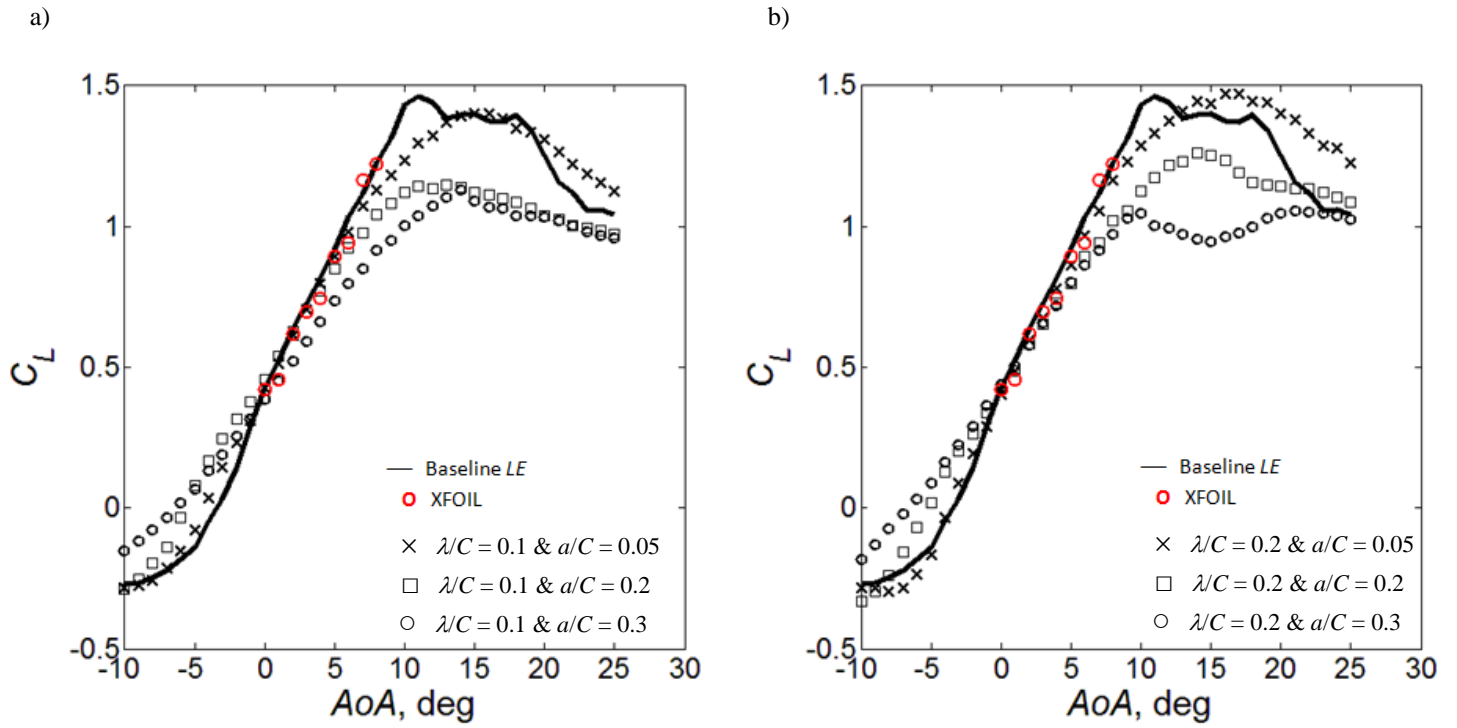 a)
1.5
1
0.5
0
-0.5
C_L
-10 -5 0 5 10 15 20 25 30
AoA, deg
— Baseline LE
o XFOIL
× λ/C = 0.1 & a/C = 0.05
□ λ/C = 0.1 & a/C = 0.2
○ λ/C = 0.1 & a/C = 0.3
b)
1.5
1
0.5
0
-0.5
C_L
-10 -5 0 5 10 15 20 25 30
AoA, deg
— Baseline LE
o XFOIL
× λ/C = 0.2 & a/C = 0.05
□ λ/C = 0.2 & a/C = 0.2
○ λ/C = 0.2 & a/C = 0.3